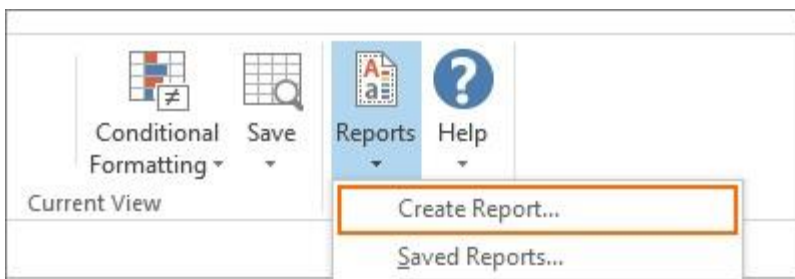 Conditional
Formatting
Save
Reports
Help
Current View
Create Report...
Saved Reports...